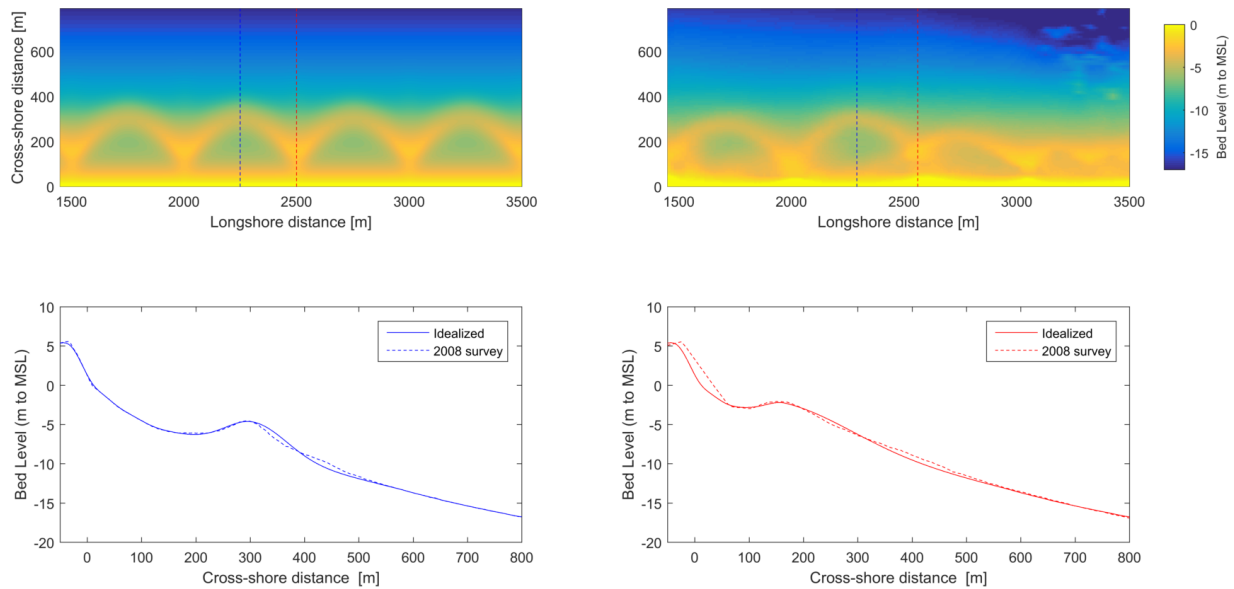 Cross-shore distance [m]
600
400
200
0
1500 2000 2500 3000 3500
Longshore distance [m]
600
400
200
0
1500 2000 2500 3000 3500
Longshore distance [m]
0
-5
-10
-15
Bed Level (m to MSL)
Bed Level (m to MSL)
10
5
0
-5
-10
-15
-20
Idealized
2008 survey
0 100 200 300 400 500 600 700 800
Cross-shore distance [m]
Bed Level (m to MSL)
10
5
0
-5
-10
-15
-20
Idealized
2008 survey
0 100 200 300 400 500 600 700 800
Cross-shore distance [m]